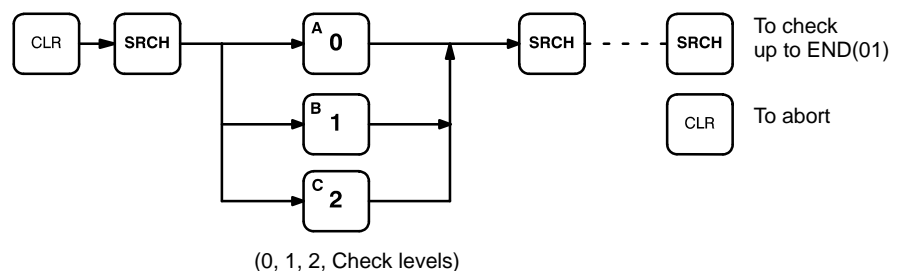 CLR
SRCH
A 0
SRCH
SRCH
To check
up to END(01)
B 1
CLR
To abort
C 2
(0, 1, 2, Check levels)